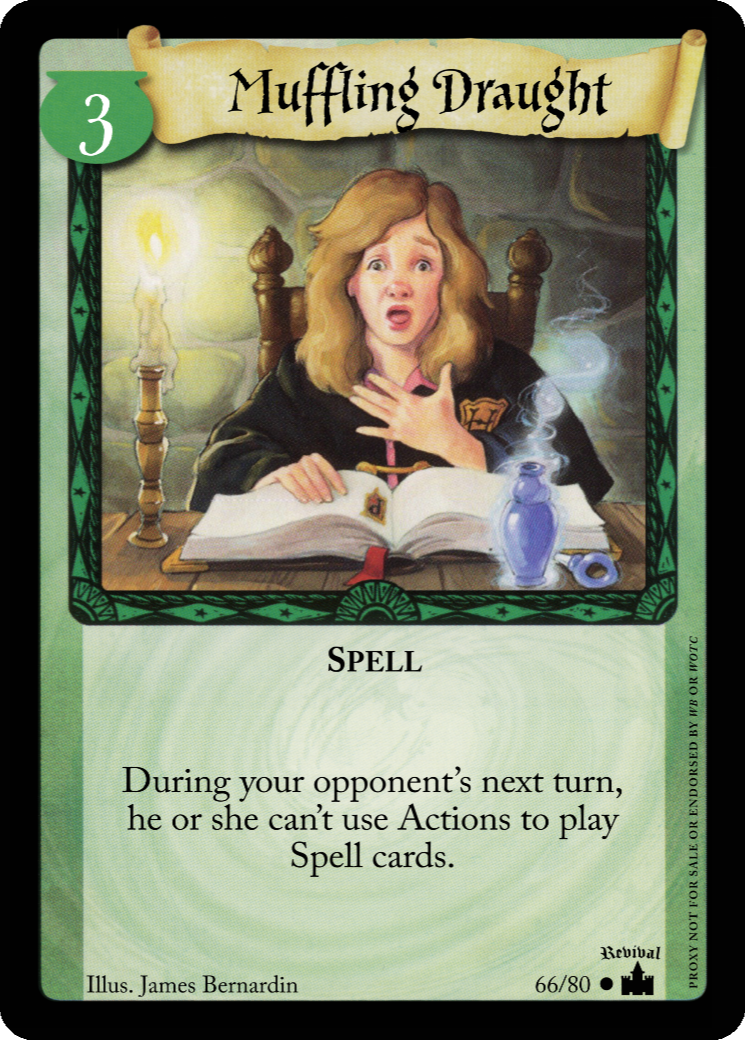 Muffling Draught
3
SPELL
During your opponent's next turn,
he or she can't use Actions to play
Spell cards.
Illus. James Bernardin
66/80
Revival
PROXY NOT FOR SALE OR ENDORSED BY WB OR WOTC
H
d